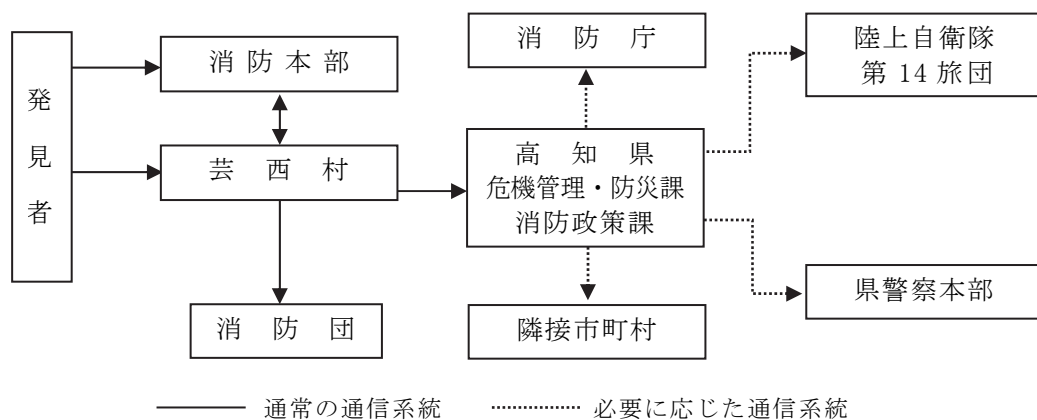 発見者
消防本部
芸西村
消防団
消防庁
高知県
危機管理・防災課
消防政策課
隣接市町村
陸上自衛隊
第14旅団
県警察本部
通常の通信系統
必要に応じた通信系統